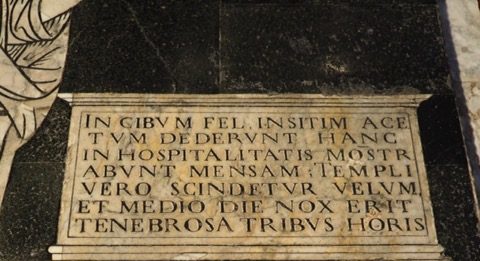 IN CIBVM FEL, INSITIM ACE
TVM DEDERVNT HANC
IN HOSPITALITATIS MOSTR
ABVNT MENSAM; TEMPLI
VERO SCINDETVR VELVM
ET MEDIO DIE NOX ERIT
TENEBROSA TRIBVS HORIS